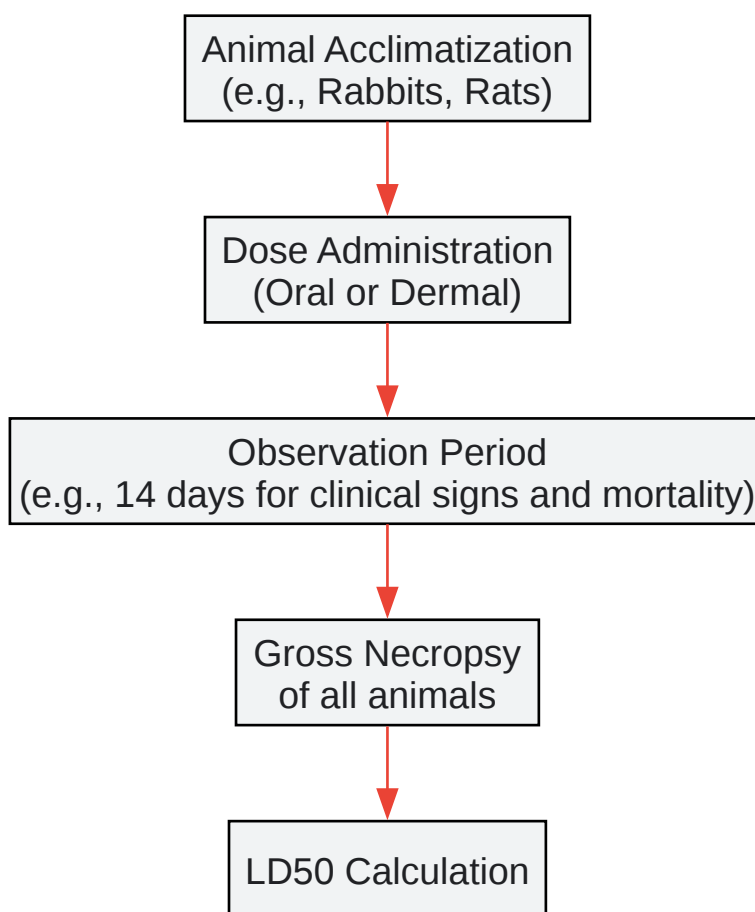 Animal Acclimatization
(e.g., Rabbits, Rats)
Dose Administration
(Oral or Dermal)
Observation Period
(e.g., 14 days for clinical signs and mortality)
Gross Necropsy
of all animals
LD50 Calculation